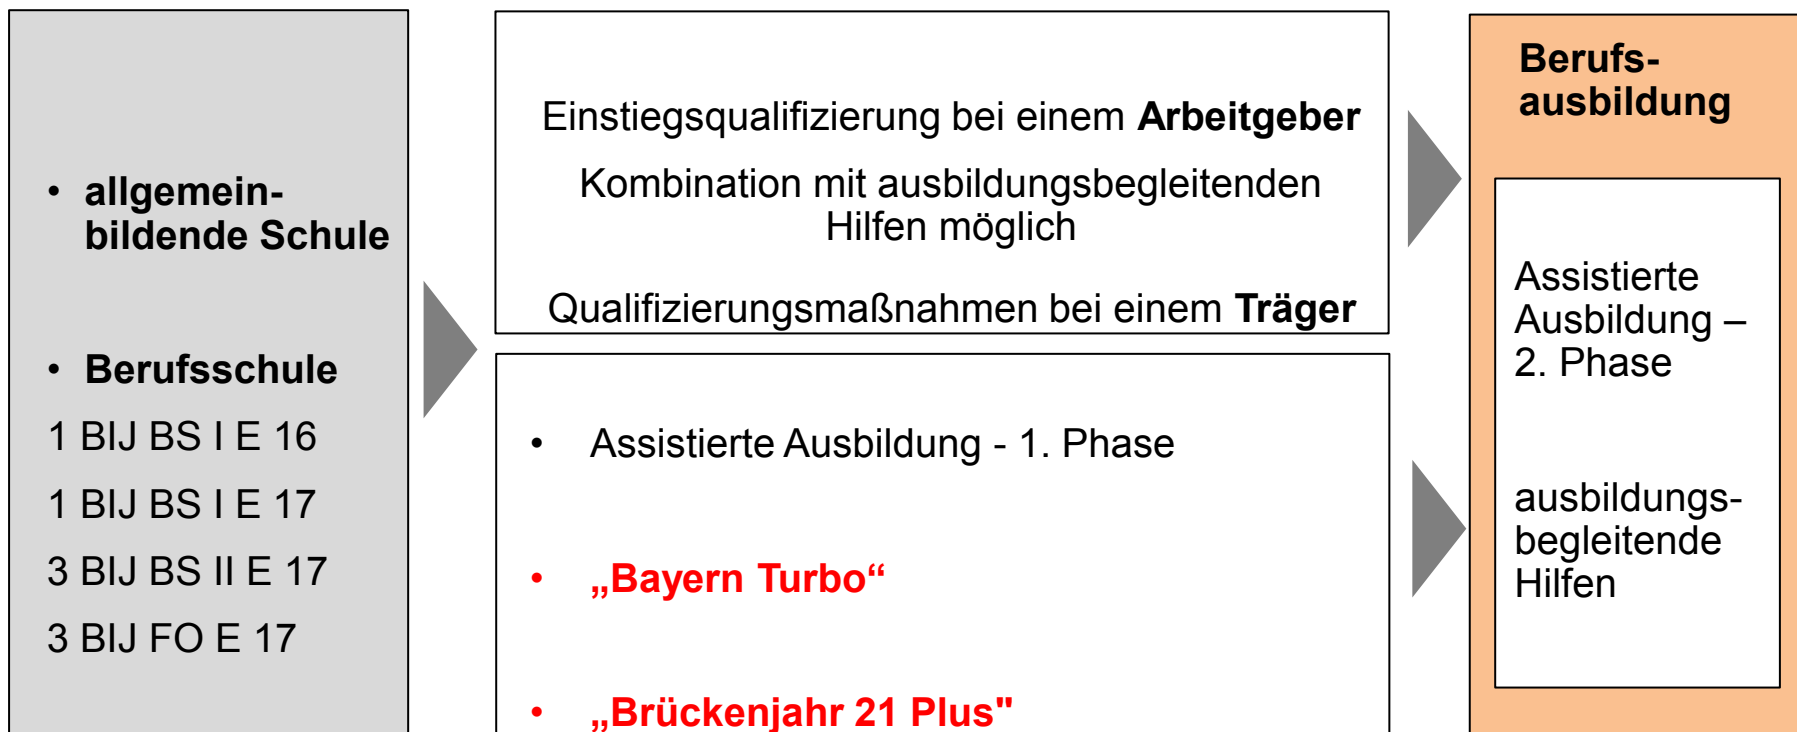 • allgemein-
bildende Schule
• Berufsschule
1 BIJ BS I E 16
1 BIJ BS I E 17
3 BIJ BS II E 17
3 BIJ FO E 17
Einstiegsqualifizierung bei einem Arbeitgeber
Kombination mit ausbildungsbegleitenden
Hilfen möglich
Qualifizierungsmaßnahmen bei einem Träger
• Assistierte Ausbildung - 1. Phase
• „Bayern Turbo“
• „Brückenjahr 21 Plus"
Berufs-
ausbildung
Assistierte
Ausbildung –
2. Phase
ausbildungs-
begleitende
Hilfen